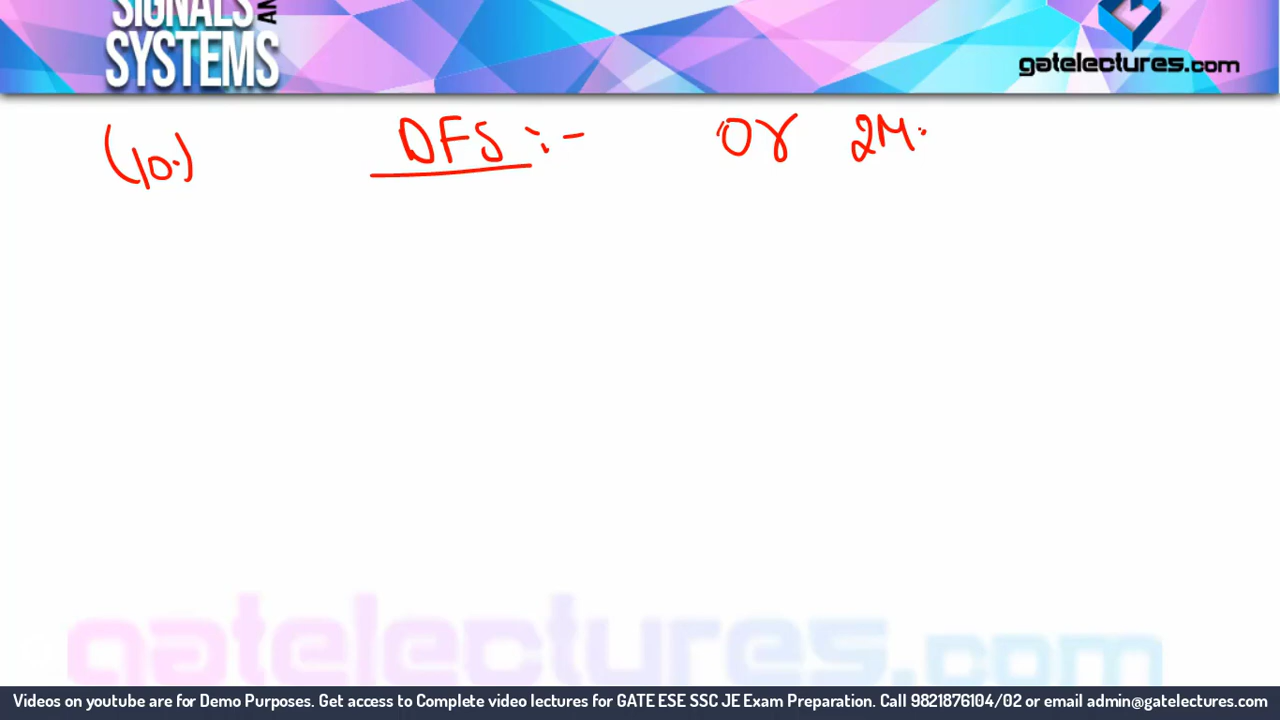 SIGNALS AND
SYSTEMS
gatelectures.com
(10.) DFS :- Or 2M.
gatelectures.com
Videos on youtube are for Demo Purposes. Get access to Complete video lectures for GATE ESE SSC JE Exam Preparation. Call 9821876104/02 or email admin@gatelectures.com